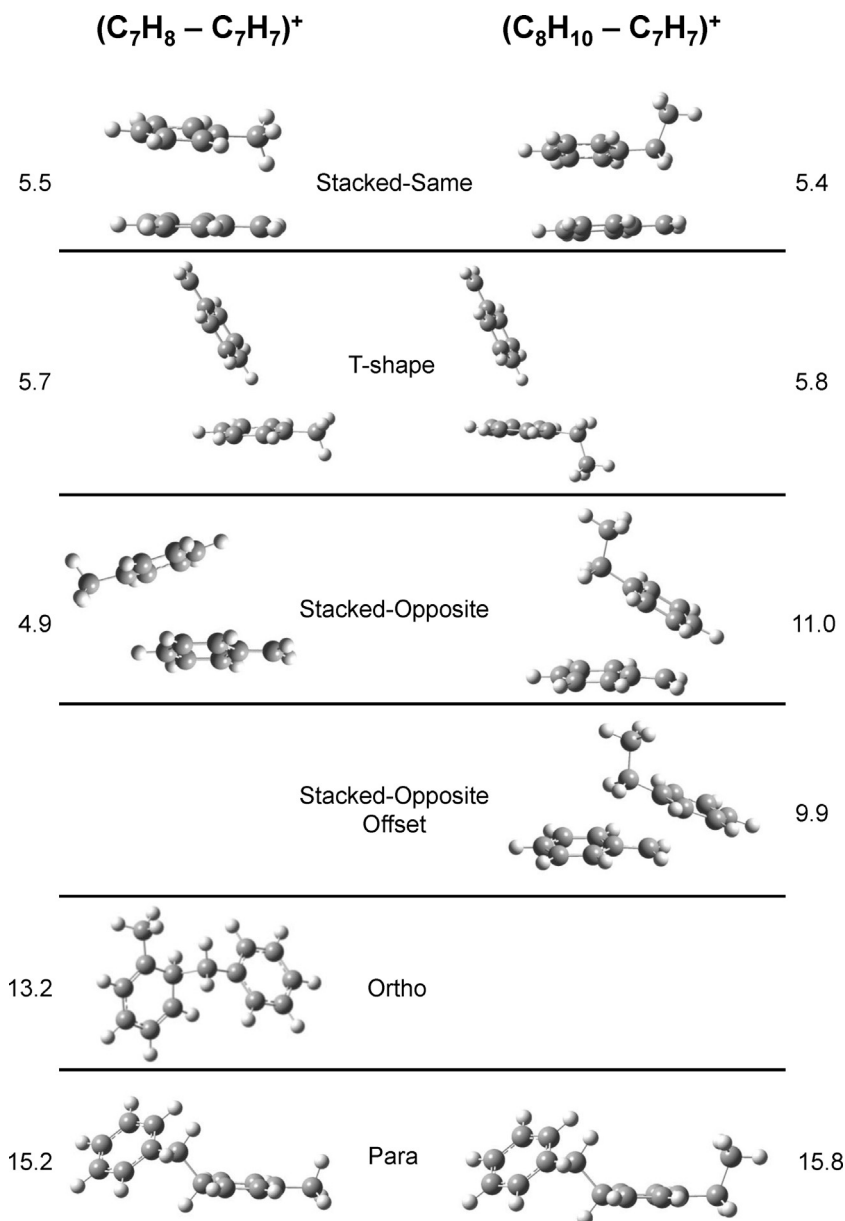 (C₇H₈ – C₇H₇)⁺ (C₈H₁₀ – C₇H₇)⁺
5.5 Stacked-Same 5.4
5.7 T-shape 5.8
4.9 Stacked-Opposite 11.0
Stacked-Opposite
Offset
9.9
13.2 Ortho
15.2 Para 15.8